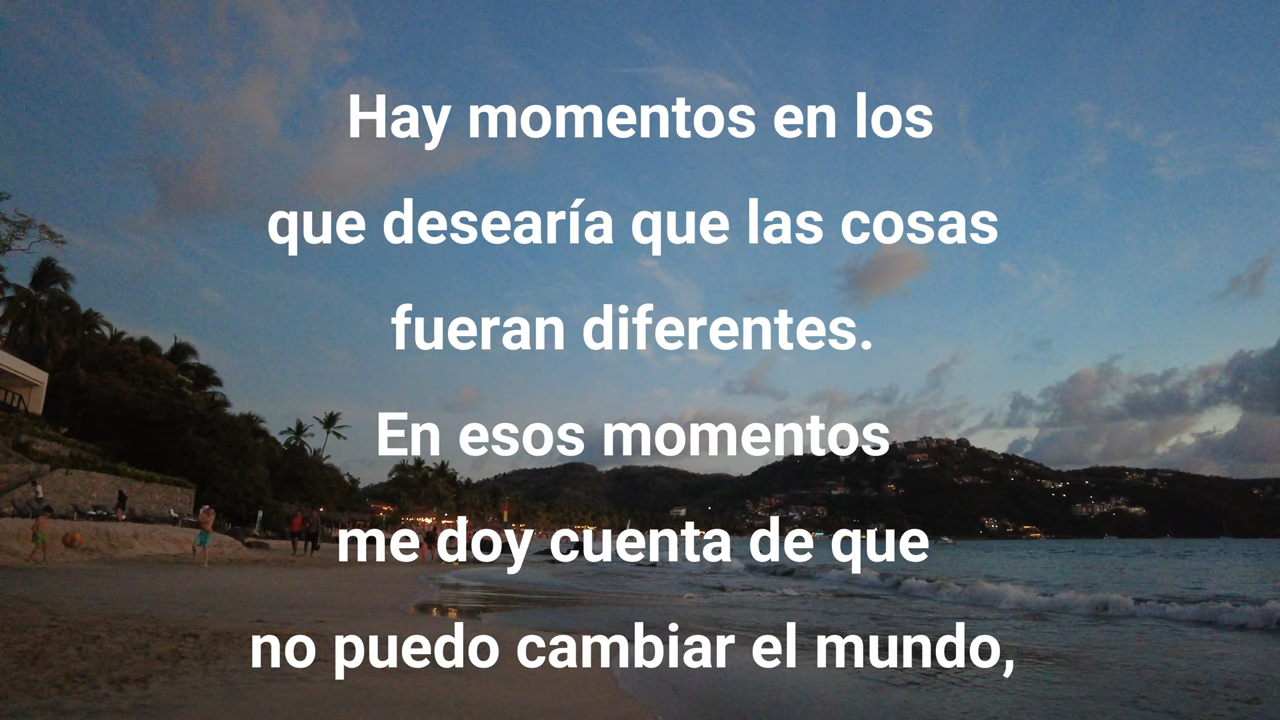 Hay momentos en los
que desearía que las cosas
fueran diferentes.
En esos momentos
me doy cuenta de que
no puedo cambiar el mundo,